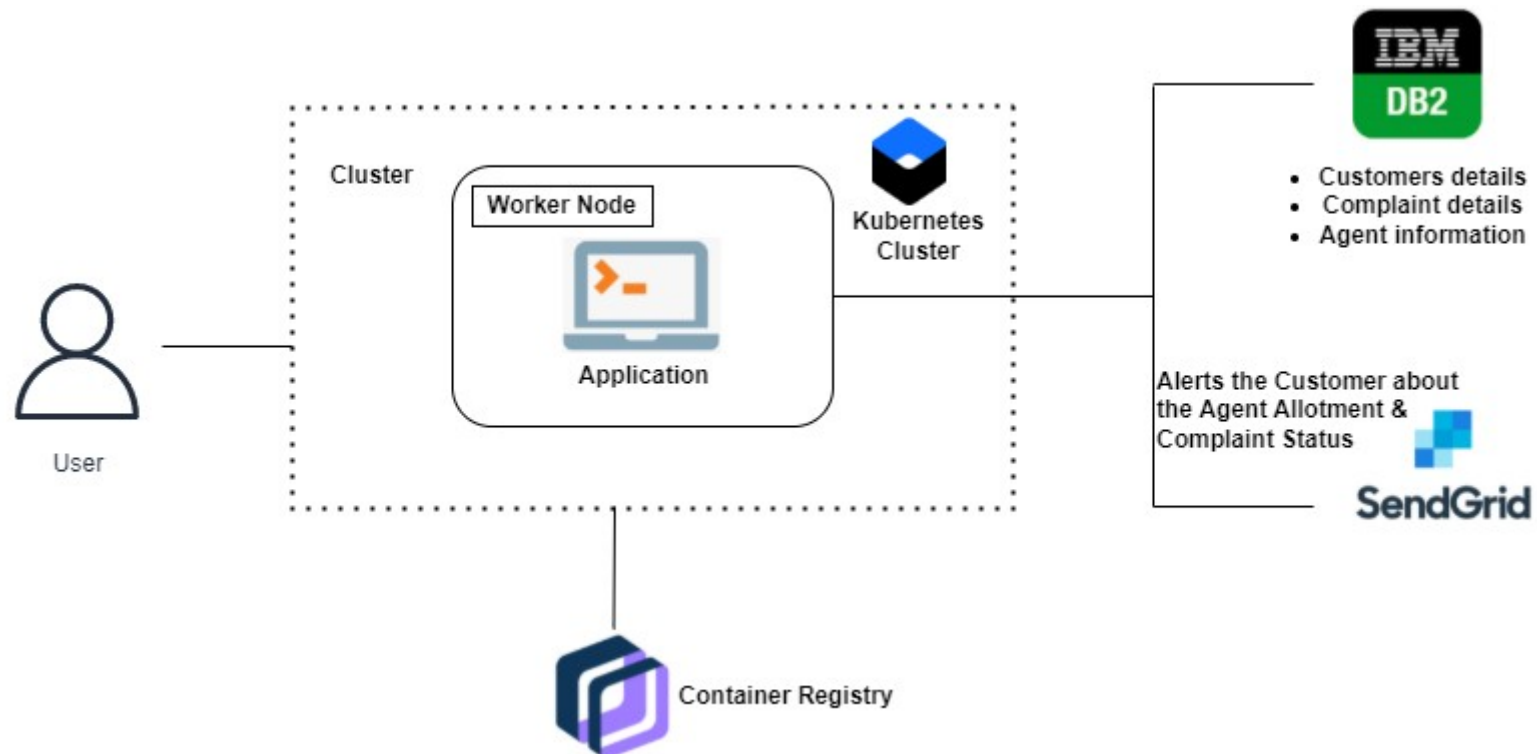 IBM
DB2
Cluster
Worker Node
Kubernetes
Cluster
• Customers details
• Complaint details
• Agent information
Application
User
Alerts the Customer about
the Agent Allotment &
Complaint Status
SendGrid
Container Registry